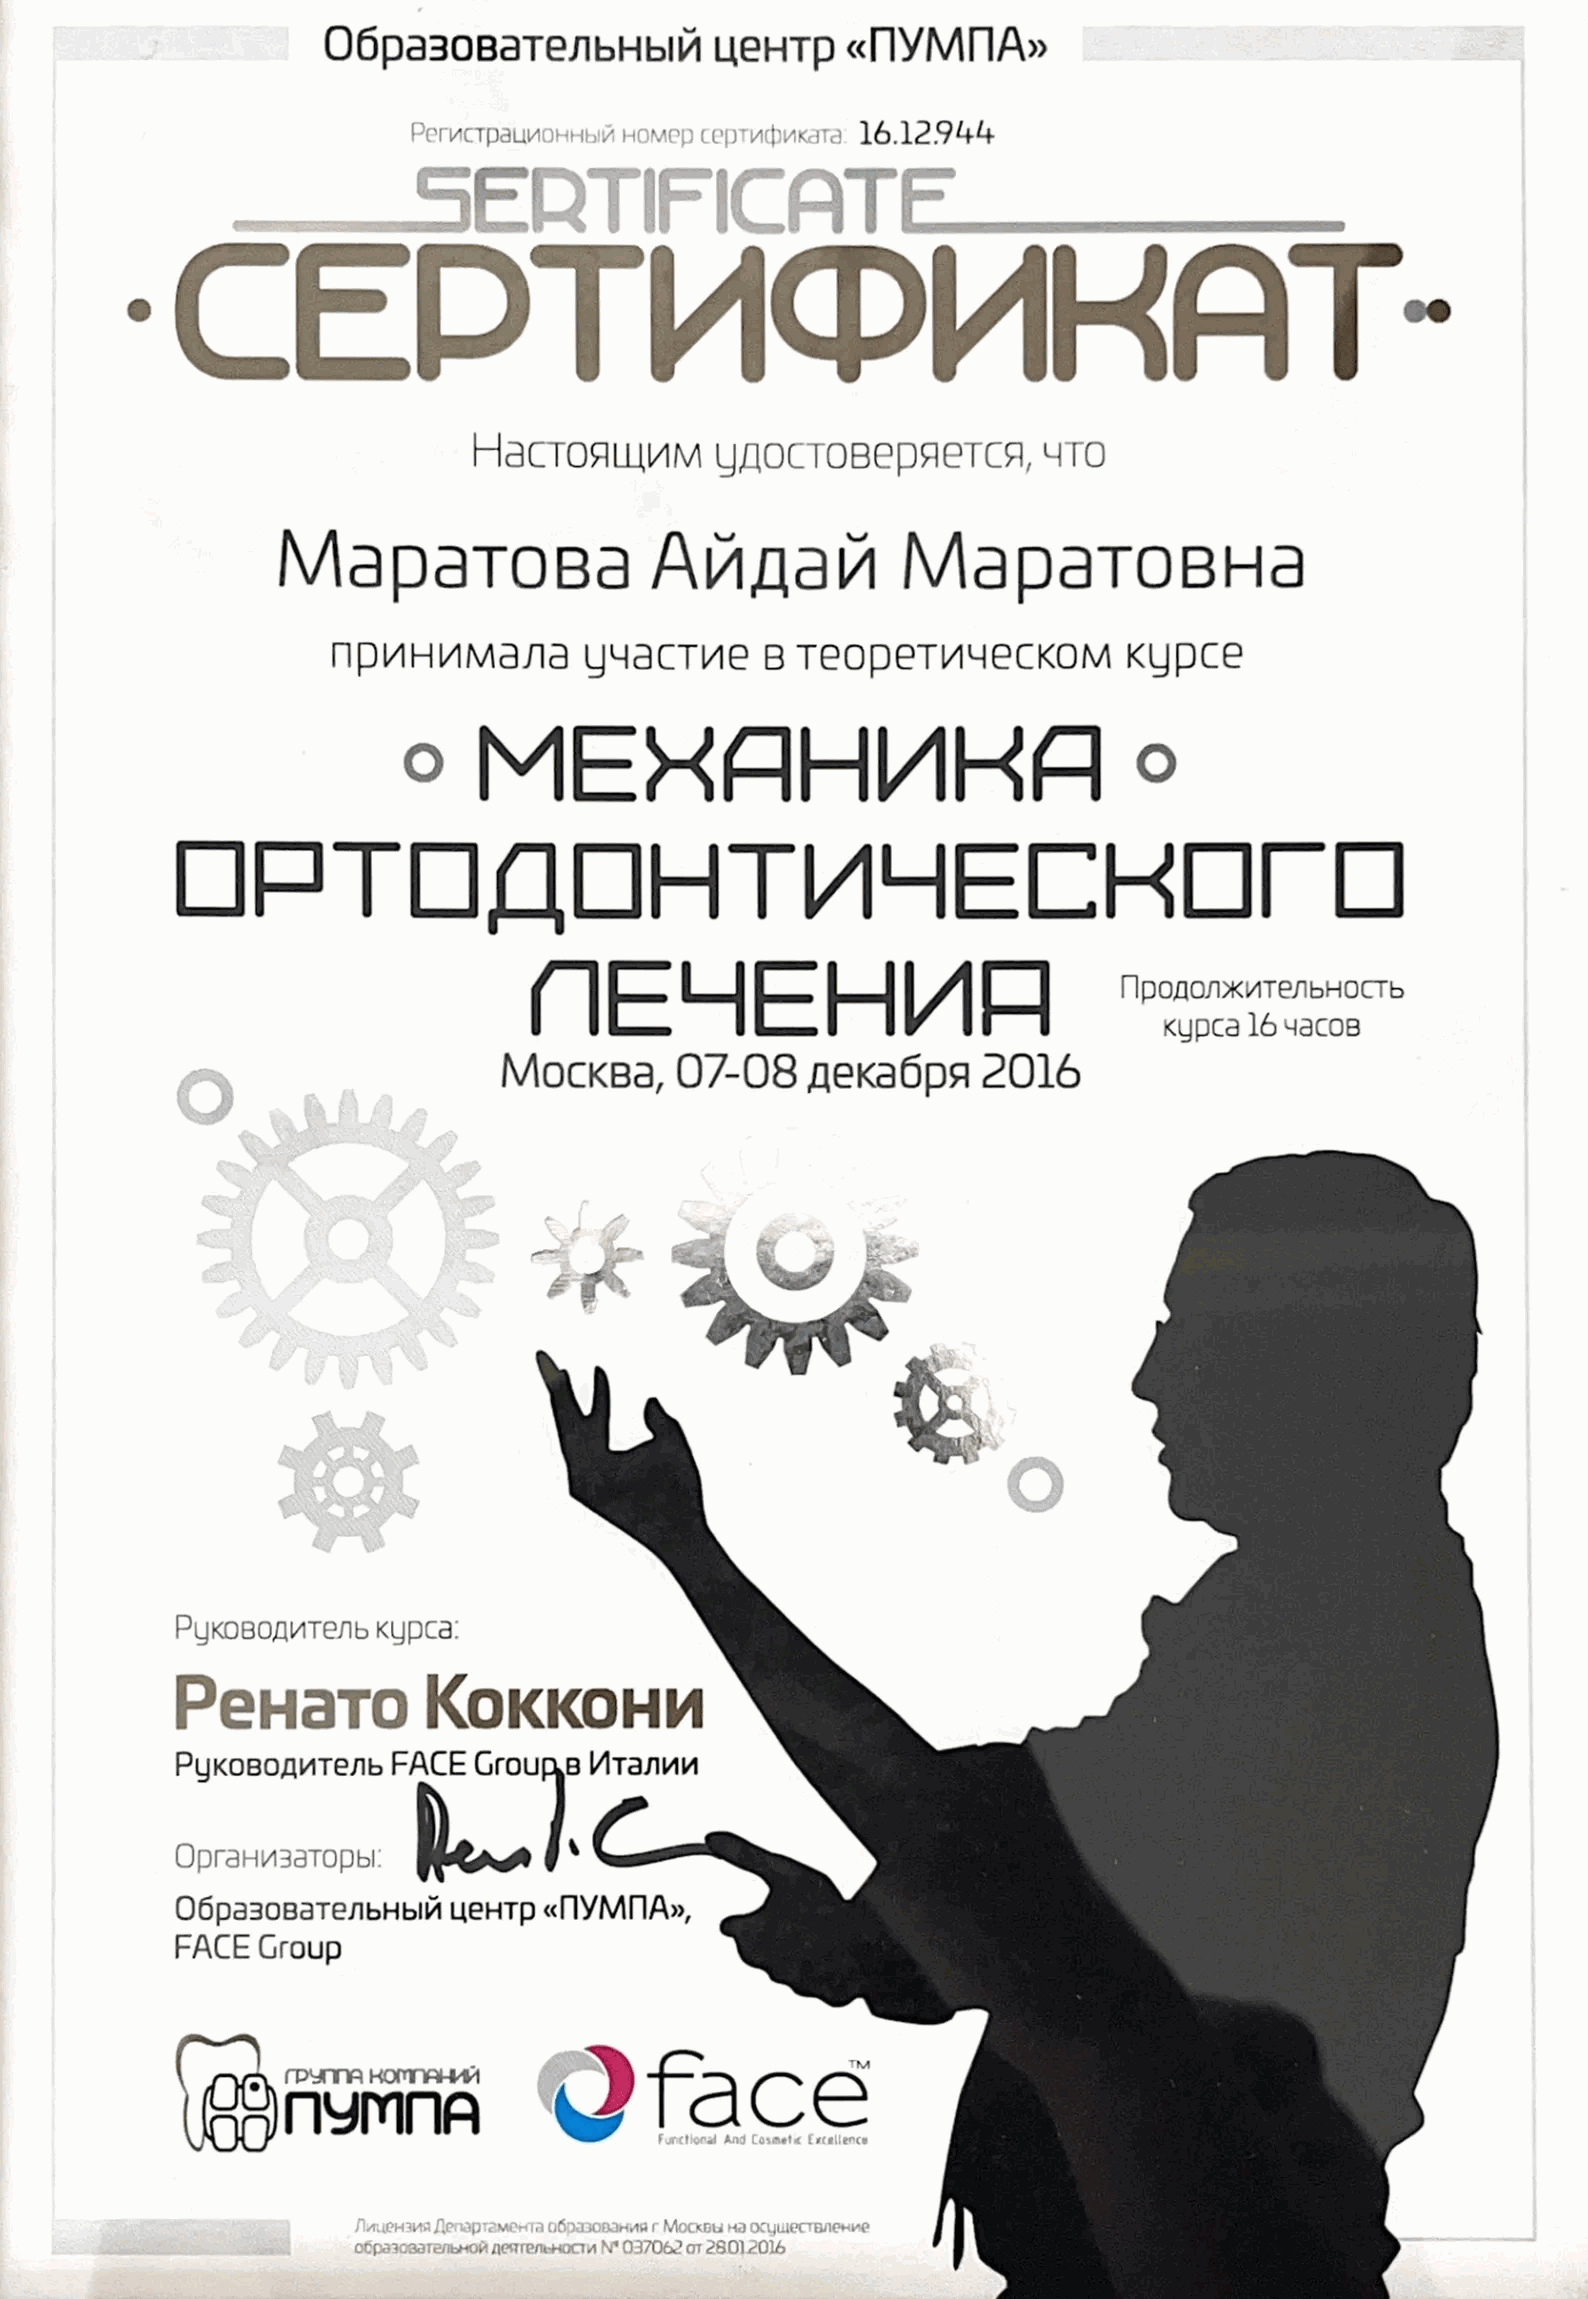 Образовательный центр «ПУМПА»
Регистрационный номер сертификата: 16.12.944
SERTIFICATE
СЕРТИФИКАТ
Настоящим удостоверяется, что
Маратова Айдай Маратовна
принимала участие в теоретическом курсе
МЕХАНИКА
ОРТОДОНТИЧЕСКОГО
ЛЕЧЕНИЯ
Продолжительность
курса 16 часов
Москва, 07-08 декабря 2016
Руководитель курса:
Ренато Коккони
Руководитель FACE Group в Италии
Организаторы:
Образовательный центр «ПУМПА»,
FACE Group
ГРУППА КОМПАНИЙ
ПУМПА
face™
Functional And Cosmetic Excellence
Лицензия Департамента образования г. Москвы на осуществление
образовательной деятельности № 037062 от 28.01.2016